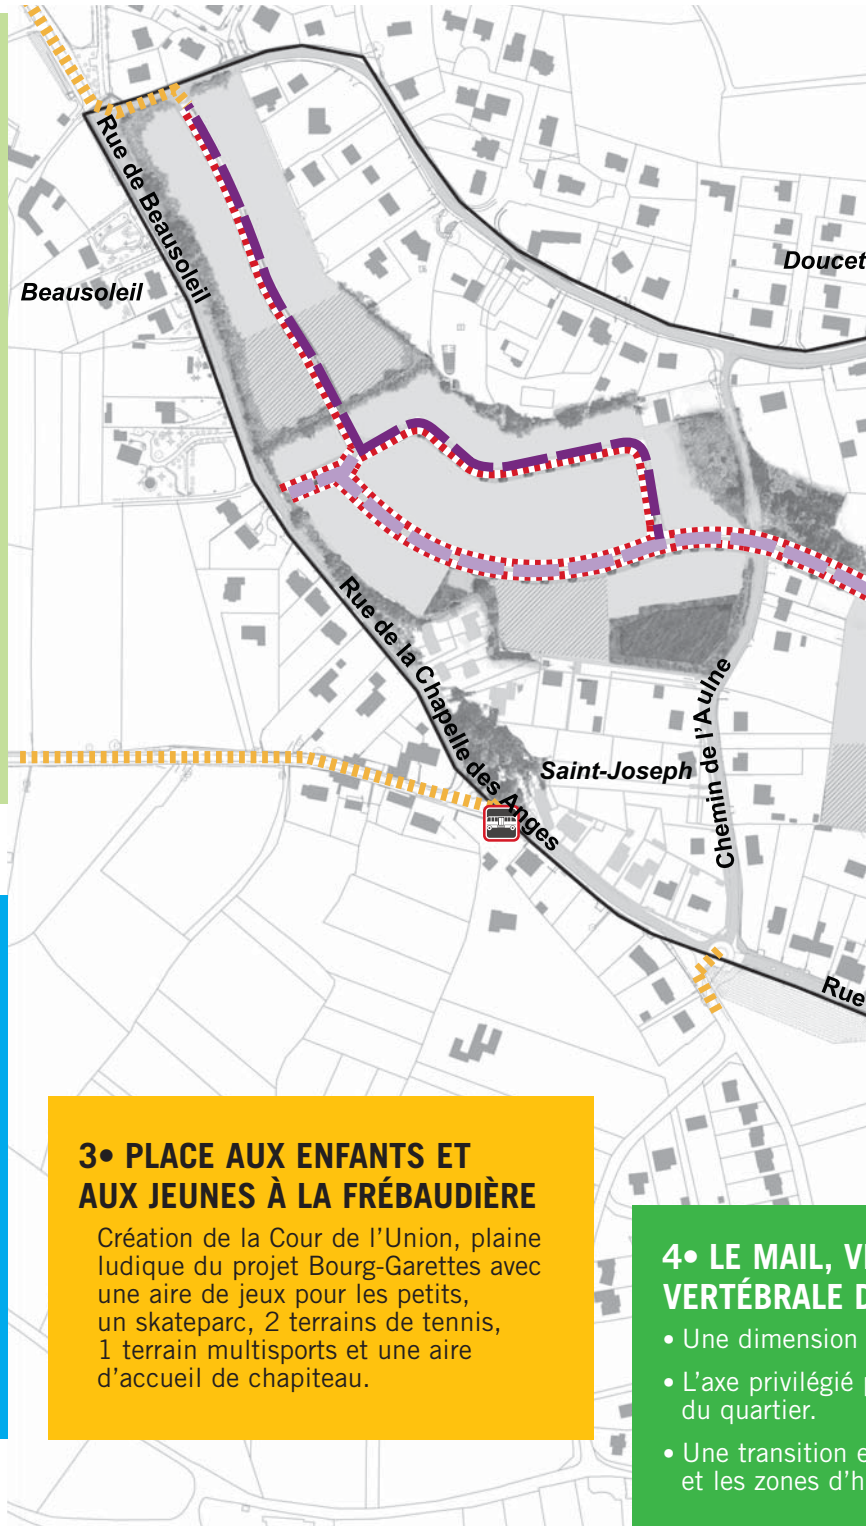 Rue de Beausoleil
Beausoleil
Doucet
Rue de la Chapelle des Anges
Saint-Joseph
Chemin de l'Aulne
Rue
3• PLACE AUX ENFANTS ET
AUX JEUNES À LA FRÉBAUDIÈRE
Création de la Cour de l'Union, plaine
ludique du projet Bourg-Garettes avec
une aire de jeux pour les petits,
un skateparc, 2 terrains de tennis,
1 terrain multisports et une aire
d'accueil de chapiteau.
4• LE MAIL,
VERTÉBRALE
• Une dimension
• L'axe privilégié
du quartier.
• Une transition
et les zones